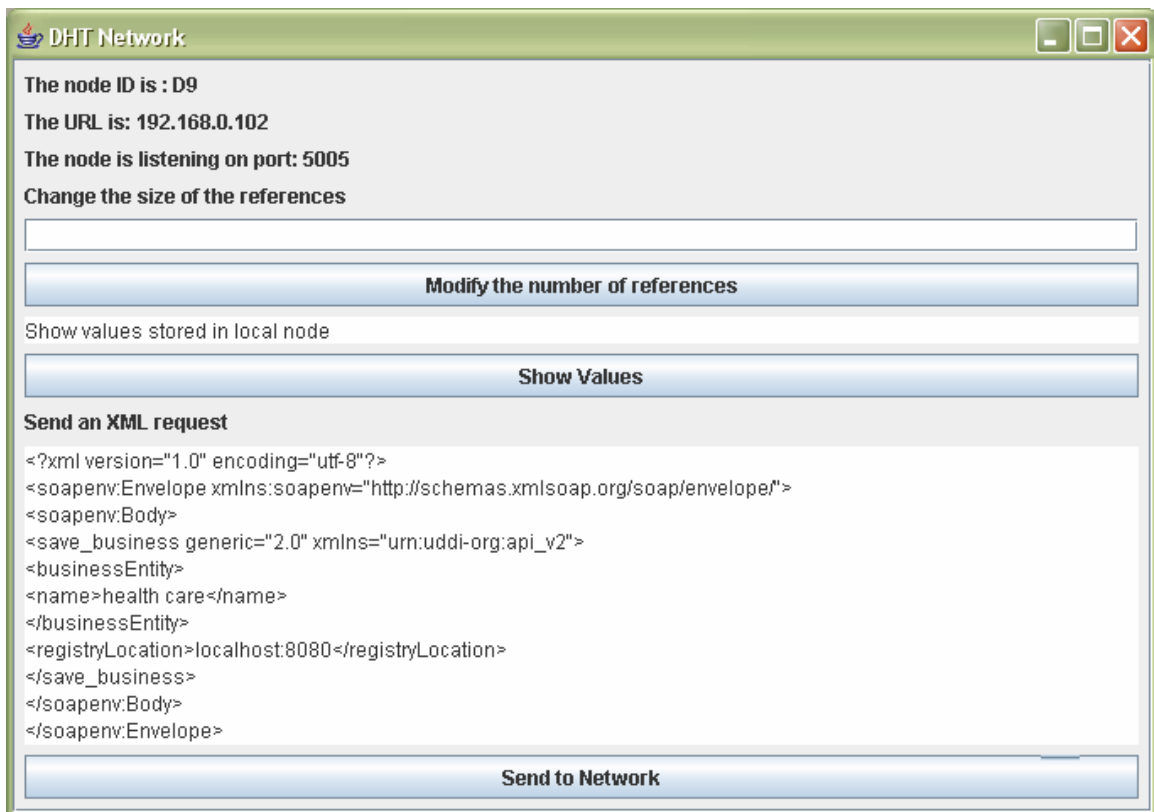 DHT Network
The node ID is : D9
The URL is: 192.168.0.102
The node is listening on port: 5005
Change the size of the references
Modify the number of references
Show values stored in local node
Show Values
Send an XML request
<?xml version="1.0" encoding="utf-8"?>
<soapenv:Envelope xmlns:soapenv="http://schemas.xmlsoap.org/soap/envelope/">
<soapenv:Body>
<save_business generic="2.0" xmlns="urn:uddi-org:api_v2">
<businessEntity>
<name>health care</name>
</businessEntity>
<registryLocation>localhost:8080</registryLocation>
</save_business>
</soapenv:Body>
</soapenv:Envelope>
Send to Network